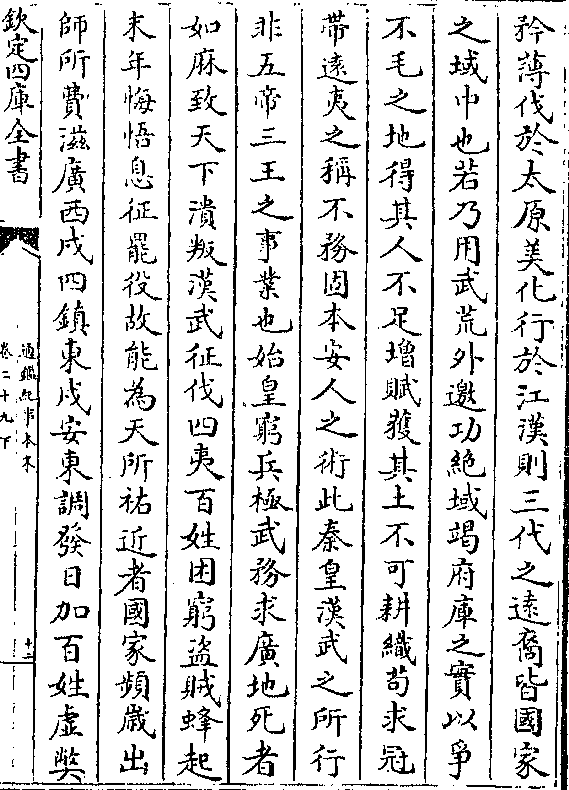 矜薄伐於太原美化行於江漢則三代之遠裔皆國家
之域中也若乃用武荒外邀功絶域竭府庫之實以爭
不毛之地得其人不足增賦獲其土不可耕織茍求冠
帶遠夷之稱不務固本安人之術此秦皇漢武之所行
非五帝三王之事業也始皇窮兵極武務求廣地死者
如麻致天下潰叛漢武征伐四夷百姓困窮盜賊蜂起
末年悔悟息征罷役故能為天所祐近者國家頻歲出
師所費滋廣西戍四鎮東戍安東調發日加百姓虛獘
欽定四庫全書
通鑑紀事本末
卷二十九下
十二